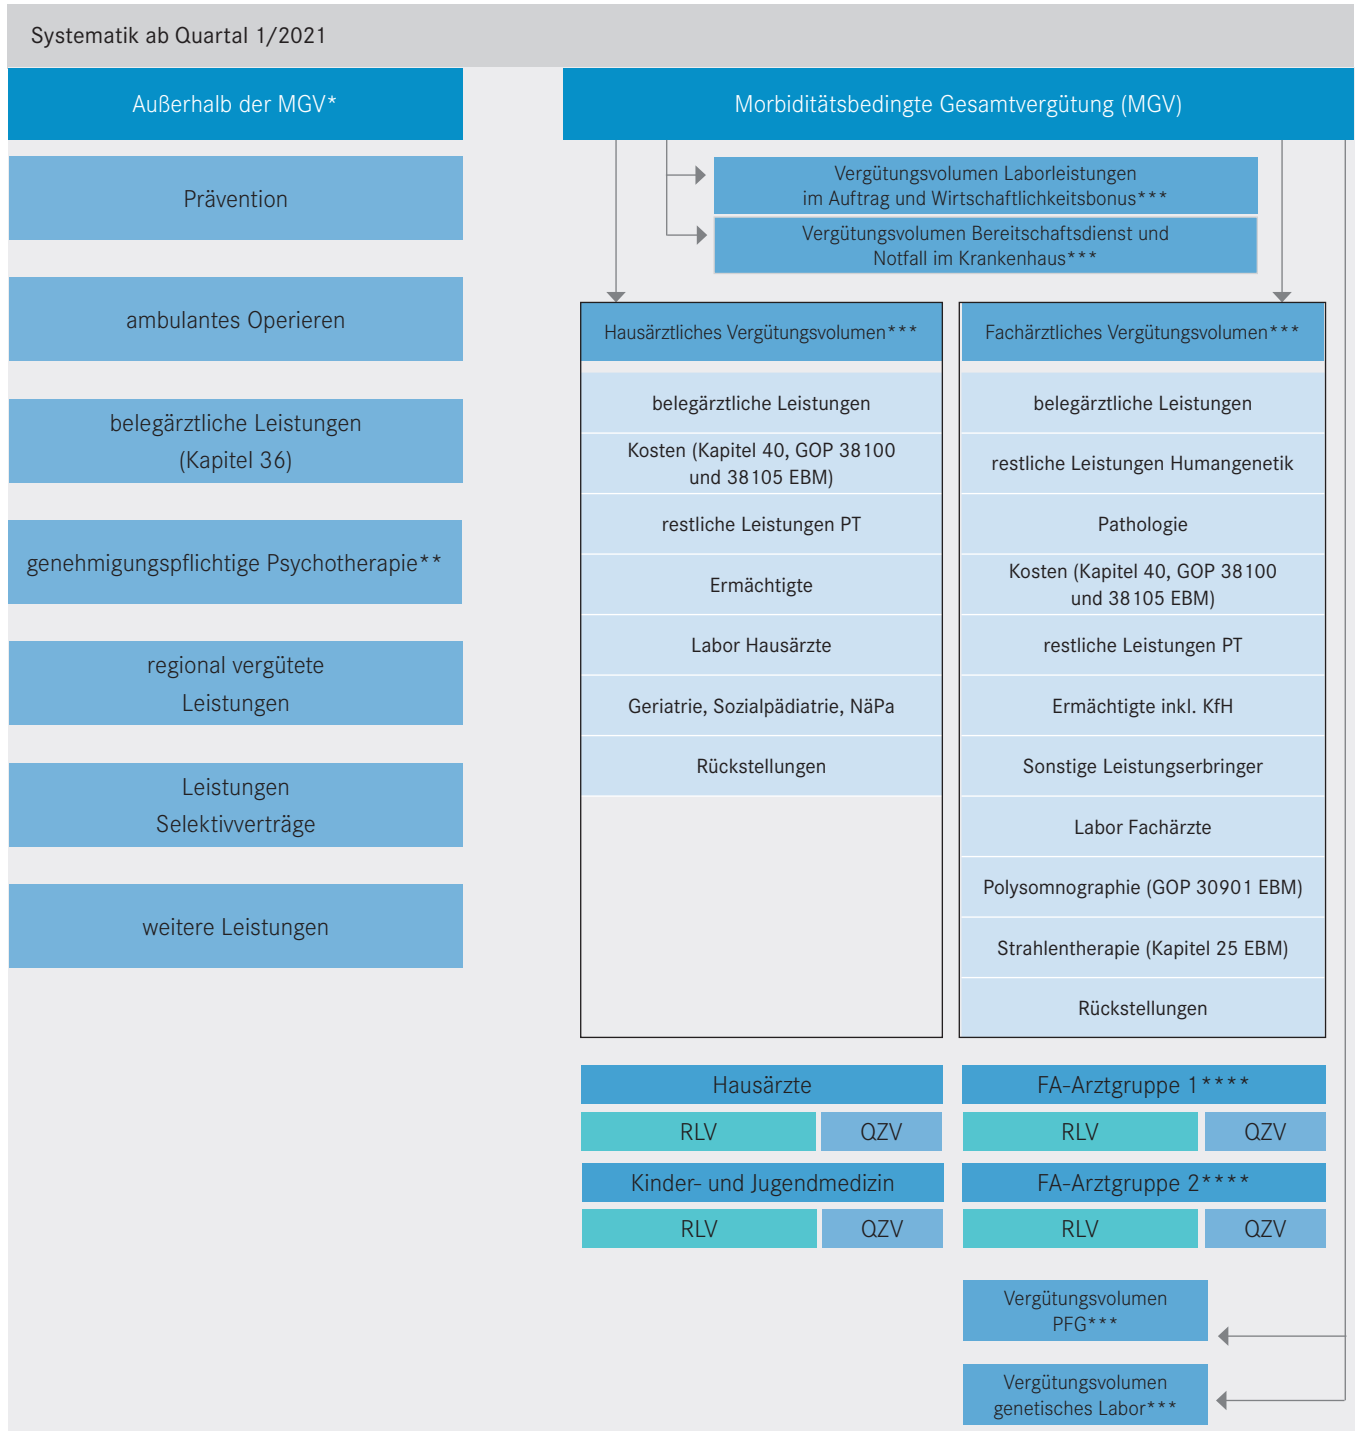 Systematik ab Quartal 1/2021
Außerhalb der MGV*
Prävention
ambulantes Operieren
belegärztliche Leistungen
(Kapitel 36)
genehmigungspflichtige Psychotherapie**
regional vergütete
Leistungen
Leistungen
Selektivverträge
weitere Leistungen
Morbiditätsbedingte Gesamtvergütung (MGV)
Vergütungsvolumen Laborleistungen
im Auftrag und Wirtschaftlichkeitsbonus***
Vergütungsvolumen Bereitschaftsdienst und
Notfall im Krankenhaus***
Hausärztliches Vergütungsvolumen***
belegärztliche Leistungen
Kosten (Kapitel 40, GOP 38100
und 38105 EBM)
restliche Leistungen PT
Ermächtigte
Labor Hausärzte
Geriatrie, Sozialpädiatrie, NäPa
Rückstellungen
Fachärztliches Vergütungsvolumen***
belegärztliche Leistungen
restliche Leistungen Humangenetik
Pathologie
Kosten (Kapitel 40, GOP 38100
und 38105 EBM)
restliche Leistungen PT
Ermächtigte inkl. KfH
Sonstige Leistungserbringer
Labor Fachärzte
Polysomnographie (GOP 30901 EBM)
Strahlentherapie (Kapitel 25 EBM)
Rückstellungen
Hausärzte
RLV QZV
Kinder- und Jugendmedizin
RLV QZV
FA-Arztgruppe 1****
RLV QZV
FA-Arztgruppe 2****
RLV QZV
Vergütungsvolumen
PFG***
Vergütungsvolumen
genetisches Labor***